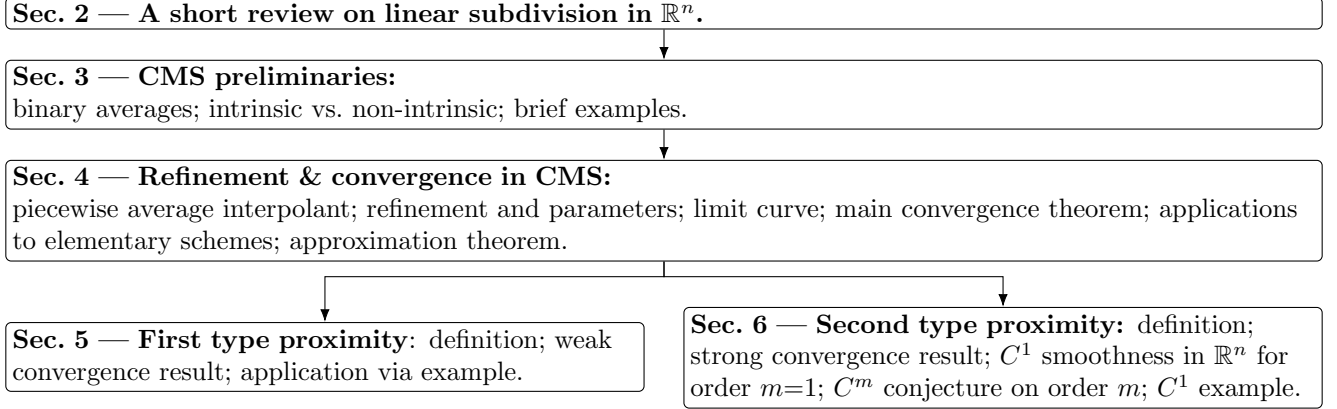 Sec. 2 — A short review on linear subdivision in ℝⁿ.
Sec. 3 — CMS preliminaries:
binary averages; intrinsic vs. non-intrinsic; brief examples.
Sec. 4 — Refinement & convergence in CMS:
piecewise average interpolant; refinement and parameters; limit curve; main convergence theorem; applications
to elementary schemes; approximation theorem.
Sec. 5 — First type proximity: definition; weak
convergence result; application via example.
Sec. 6 — Second type proximity: definition;
strong convergence result; C¹ smoothness in ℝⁿ for
order m=1; Cᵐ conjecture on order m; C¹ example.